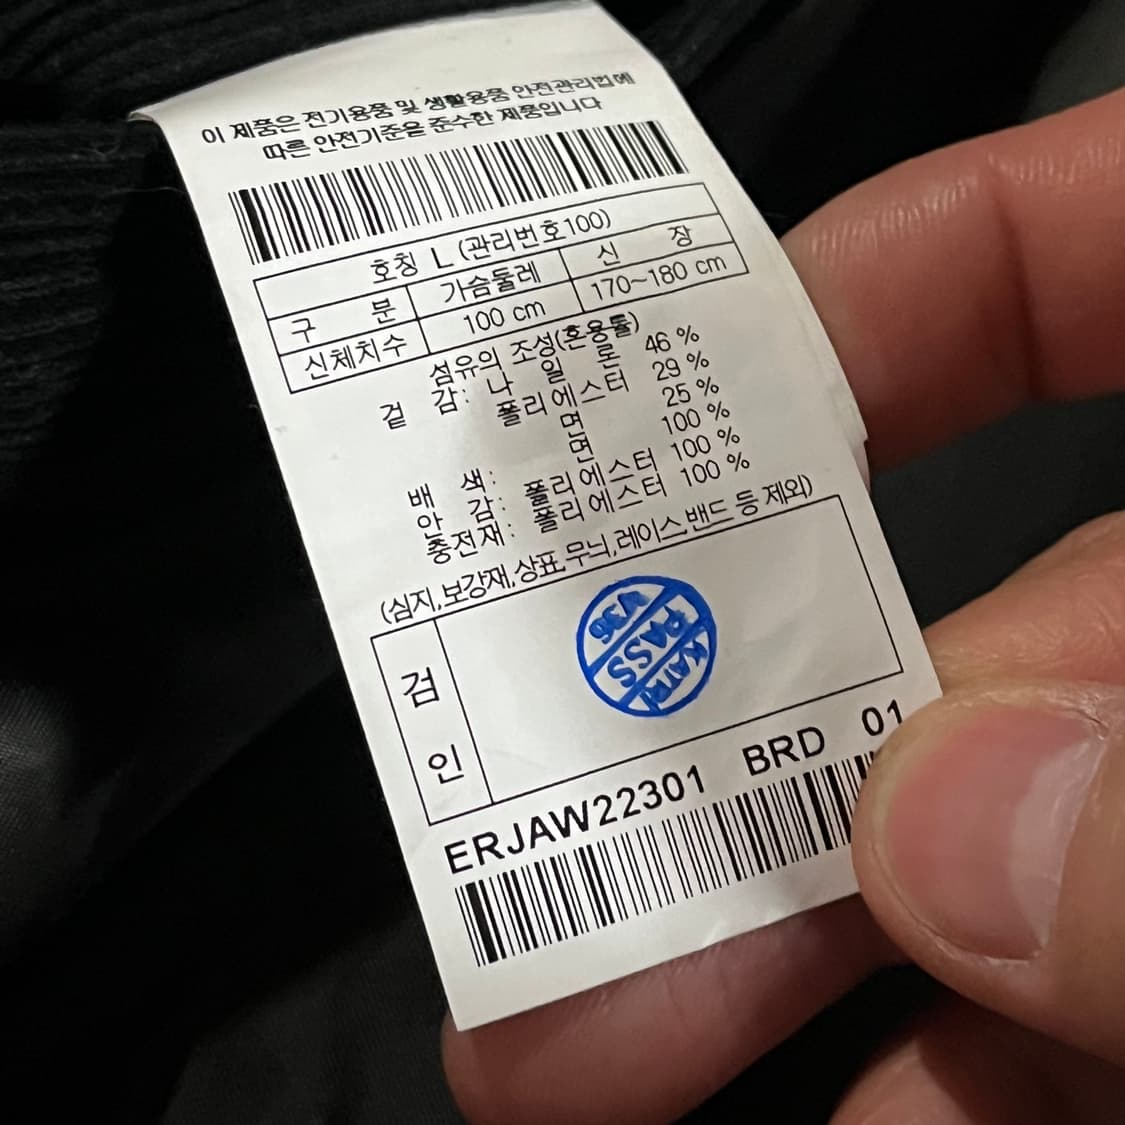 이 제품은 전기용품 및 생활용품 안전관리법에
따른 안전기준을 준수한 제품입니다
호칭 L (관리번호100)
구 분 가슴둘레 신 장
신체치수 100 cm 170~180 cm
섬유의 조성(혼용률)
겉 감: 나 일 론 46 %
폴리에스터 29 %
면 25 %
배 색: 면 100 %
안 감: 폴리에스터 100 %
충전재: 폴리에스터 100 %
(심지,보강재,상표,무늬,레이스,밴드 등 제외)
검 인
V36
PASS
KATRI
ERJAW22301 BRD 01